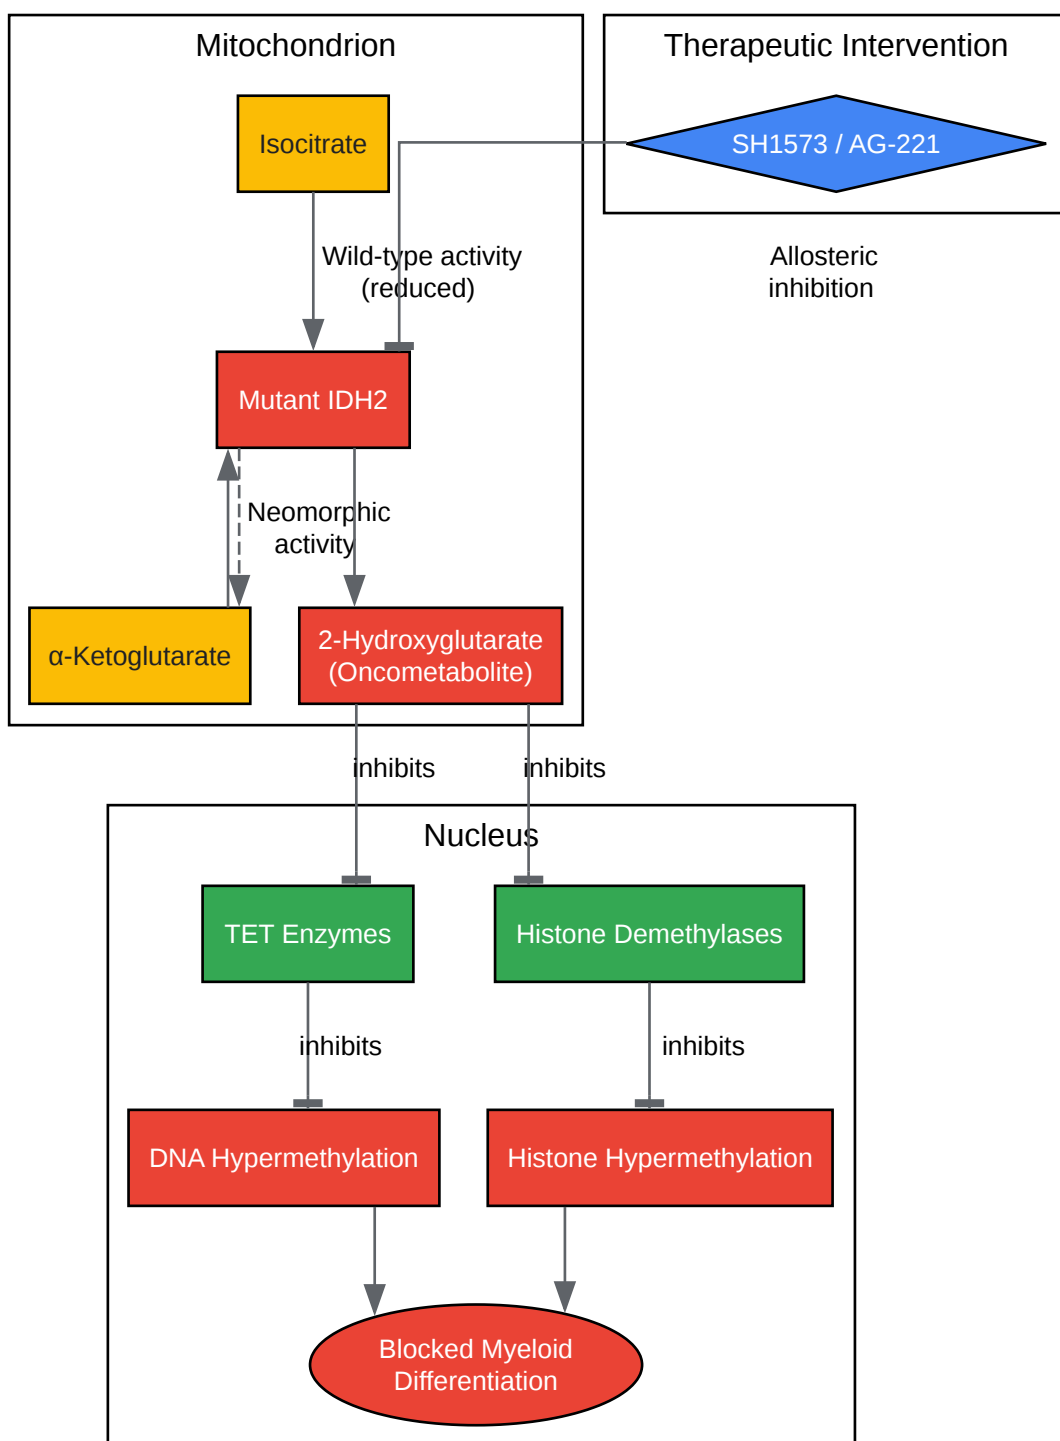 Mitochondrion
Therapeutic Intervention
Isocitrate
SH1573 / AG-221
Wild-type activity
(reduced)
Allosteric
inhibition
Mutant IDH2
Neomorphic
activity
α-Ketoglutarate
2-Hydroxyglutarate
(Oncometabolite)
inhibits
inhibits
Nucleus
TET Enzymes
Histone Demethylases
inhibits
inhibits
DNA Hypermethylation
Histone Hypermethylation
Blocked Myeloid
Differentiation